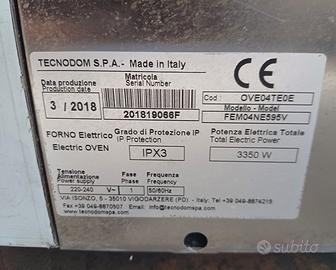 TECNODOM S.P.A.- Made in Italy
Data produzione
Production date
Matricola
Serial Number
3 / 2018
201819066F
Cod.:
OVE04TE0E
Modello - Model
FEM04NE595V
FORNO Elettrico
Electric OVEN
Grado di Protezione IP
IP Protection
IPX3
Potenza Elettrica Totale
Total Electric Power
3350 W
Tensione
Alimentazione
Power supply
Fase
Phase
Frequenza
Frequency
220-240
V~
1
50/60Hz
VIA ISONZO, 5 - 35010 VIGODARZERE (PD) - ITALY Tel. +39 049-8874215
Fax +39 049-8870507 Email info@tecnodomspa.com
www.tecnodomspa.com
CE
subito